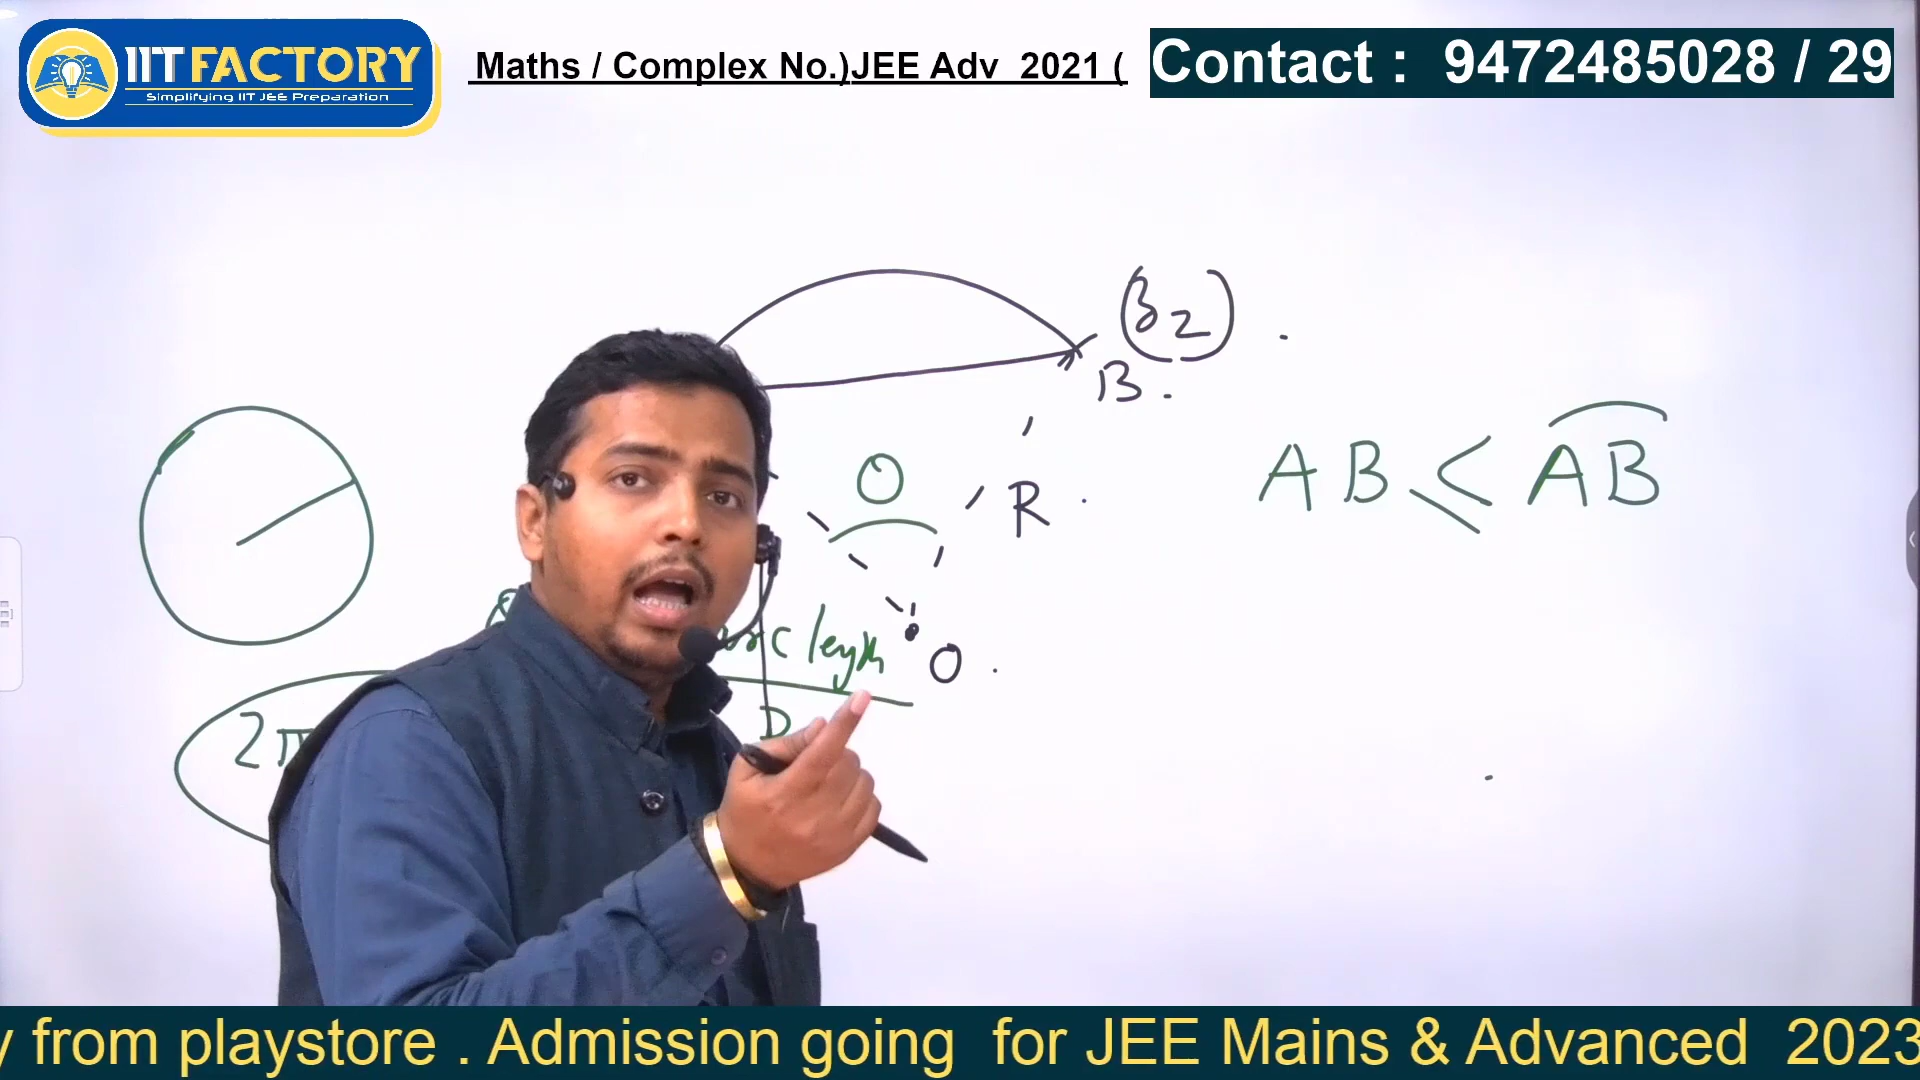 IIT FACTORY
Simplifying IIT JEE Preparation
Maths / Complex No.)JEE Adv 2021 (
Contact : 9472485028 / 29
(z2)
B
AB ≤ AB
θ
R
arc length
O
2π
y from playstore . Admission going for JEE Mains & Advanced 2023